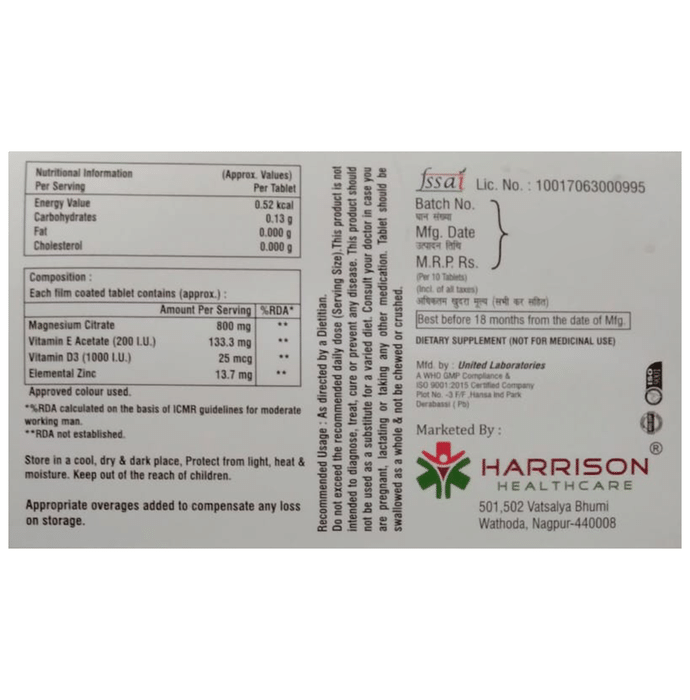 Nutritional Information (Approx. Values)
Per Serving Per Tablet
Energy Value 0.52 kcal
Carbohydrates 0.13 g
Fat 0.000 g
Cholesterol 0.000 g
Composition :
Each film coated tablet contains (approx.) :
Amount Per Serving %RDA*
Magnesium Citrate 800 mg **
Vitamin E Acetate (200 I.U.) 133.3 mg **
Vitamin D3 (1000 I.U.) 25 mcg **
Elemental Zinc 13.7 mg **
Approved colour used.
*%RDA calculated on the basis of ICMR guidelines for moderate
working man.
**RDA not established.
Store in a cool, dry & dark place, Protect from light, heat &
moisture. Keep out of the reach of children.
Appropriate overages added to compensate any loss
on storage.
Recommended Usage : As directed by a Dietitian.
Do not exceed the recommended daily dose (Serving Size).This product is not
intended to diagnose, treat, cure or prevent any disease. This product should
not be used as a substitute for a varied diet. Consult your doctor in case you
are pregnant, lactating or taking any other medication. Tablet should be
swallowed as a whole & not be chewed or crushed.
fssai Lic. No. : 10017063000995
Batch No.
घान संख्या
Mfg. Date
उत्पादन तिथि
M.R.P. Rs.
(Per 10 Tablets)
(Incl. of all taxes)
अधिकतम खुदरा मूल्य (सभी कर सहित)
Best before 18 months from the date of Mfg.
DIETARY SUPPLEMENT (NOT FOR MEDICINAL USE)
Mfd. by : United Laboratories
A WHO GMP Compliance &
ISO 9001:2015 Certified Company
Plot No. -3 F/F ,Hansa Ind Park
Derabassi ( Pb)
Marketed By :
HARRISON ®
HEALTHCARE
501,502 Vatsalya Bhumi
Wathoda, Nagpur-440008